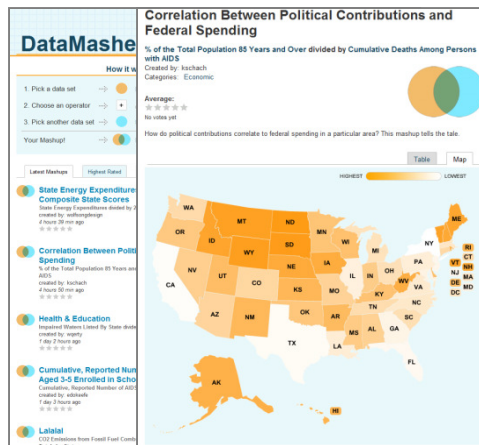 DataMashe
How it w
1. Pick a data set
2. Choose an operator
+
3. Pick another data set
Your Mashup!
Latest Mashups
Highest Rated
State Energy Expenditure
Composite State Scores
State Energy Expenditures divided by Z
created by: wolfsongdesign
4 hours 39 min ago
Correlation Between Politi
Spending
% of the Total Population 85 Years an
AIDS
created by: kschach
4 hours 50 min ago
Health & Education
Impaired Waters Listed By State divide
created by: wqerty
1 day 2 hours ago
Cumulative, Reported Num
Aged 3-5 Enrolled in Scho
Cumulative, Reported Number of AIDS
created by: edokeefe
1 day 3 hours ago
Lalalal
CO2 Emissions from Fossil Fuel Comb
Correlation Between Political Contributions and
Federal Spending
% of the Total Population 85 Years and Over divided by Cumulative Deaths Among Persons
with AIDS
Created by: kschach
Categories: Economic
Average:
No votes yet
How do political contributions correlate to federal spending in a particular area? This mashup tells the tale.
Table
Map
HIGHEST
LOWEST
WA
MT
ND
MN
ME
OR
ID
SD
WI
MI
NY
WY
IA
NE
PA
RI
CT
VT
NH
NJ
MA
DE
MD
DC
NV
UT
CO
KS
MO
IL
IN
OH
WV
VA
KY
CA
AZ
NM
OK
AR
TN
NC
SC
MS
AL
GA
TX
LA
FL
AK
HI